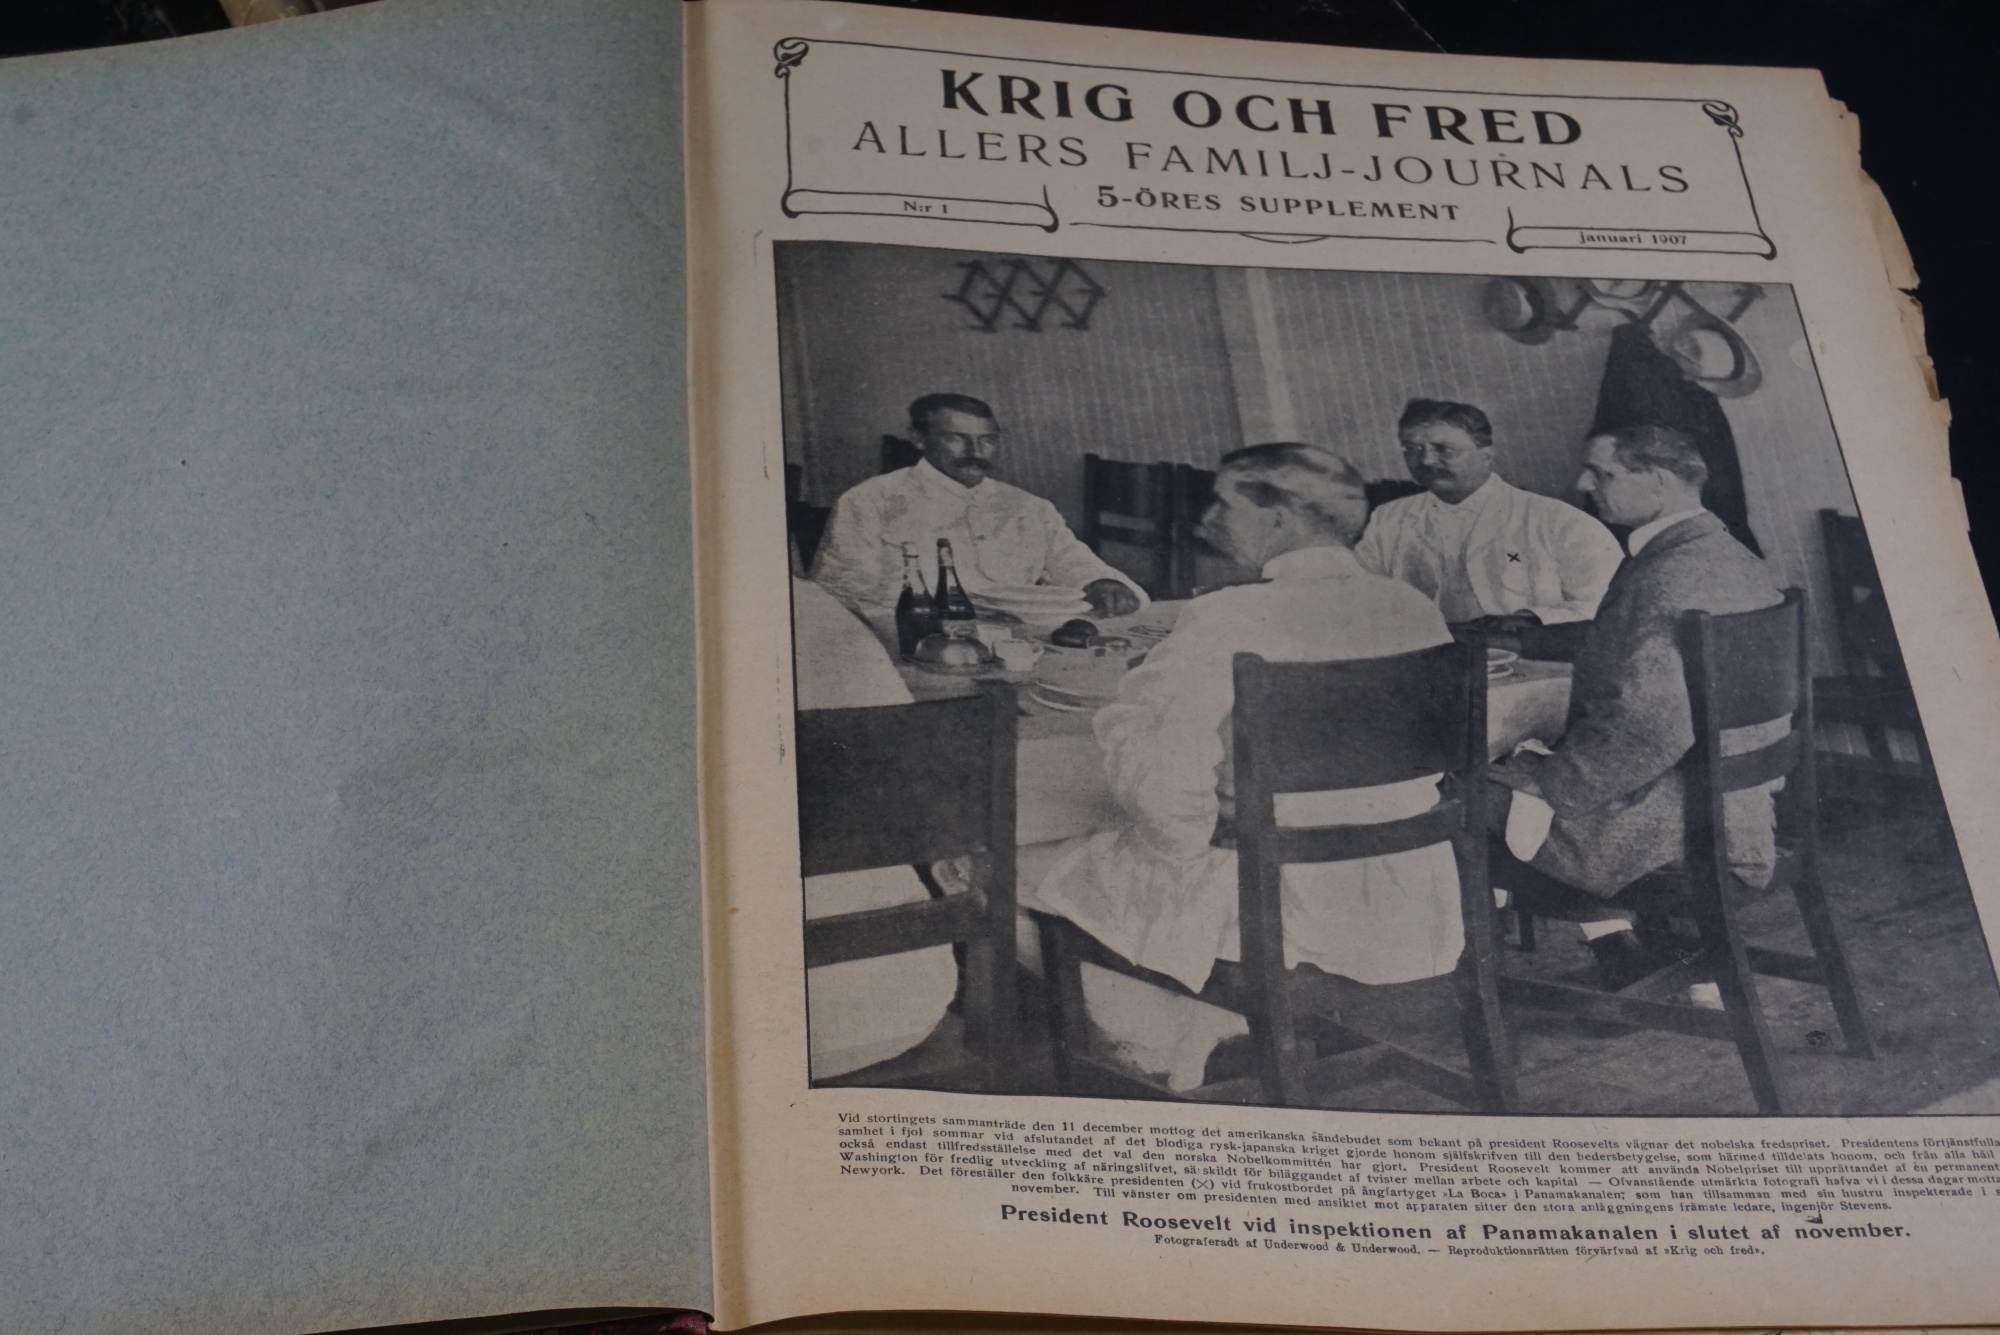 KRIG OCH FRED
ALLERS FAMILJ-JOURNALS
5-ÖRES SUPPLEMENT
N:r 1
januari 1907
Vid stortingets sammanträde den 11 december mottog det amerikanska sändebudet som bekant på president Roosevelts vägnar det nobelska fredspriset. Presidentens förtjänstfulla
samhet i fjol sommar vid afslutandet af det blodiga rysk-japanska kriget gjorde honom själfskrifven till den hedersbetygelse, som härmed tilldelats honom, och från alla håll
också endast tillfredsställelse med det val den norska Nobelkommittén har gjort. President Roosevelt kommer att använda Nobelpriset till upprättandet af en permanent
Washington för fredlig utveckling af näringslifvet, särskildt för biläggandet af tvister mellan arbete och kapital — Ofvanstående utmärkta fotografi hafva vi i dessa dagar
Newyork. Det föreställer den folkkäre presidenten (×) vid frukostbordet på ångfartyget »La Boca» i Panamakanalen, som han tillsamman med sin hustru inspekterade i
november. Till vänster om presidenten med ansiktet mot apparaten sitter den stora anläggningens främste ledare, ingenjör Stevens.
President Roosevelt vid inspektionen af Panamakanalen i slutet af november.
Fotograferadt af Underwood & Underwood. — Reproduktionsrätten förvärfvad af »Krig och fred».